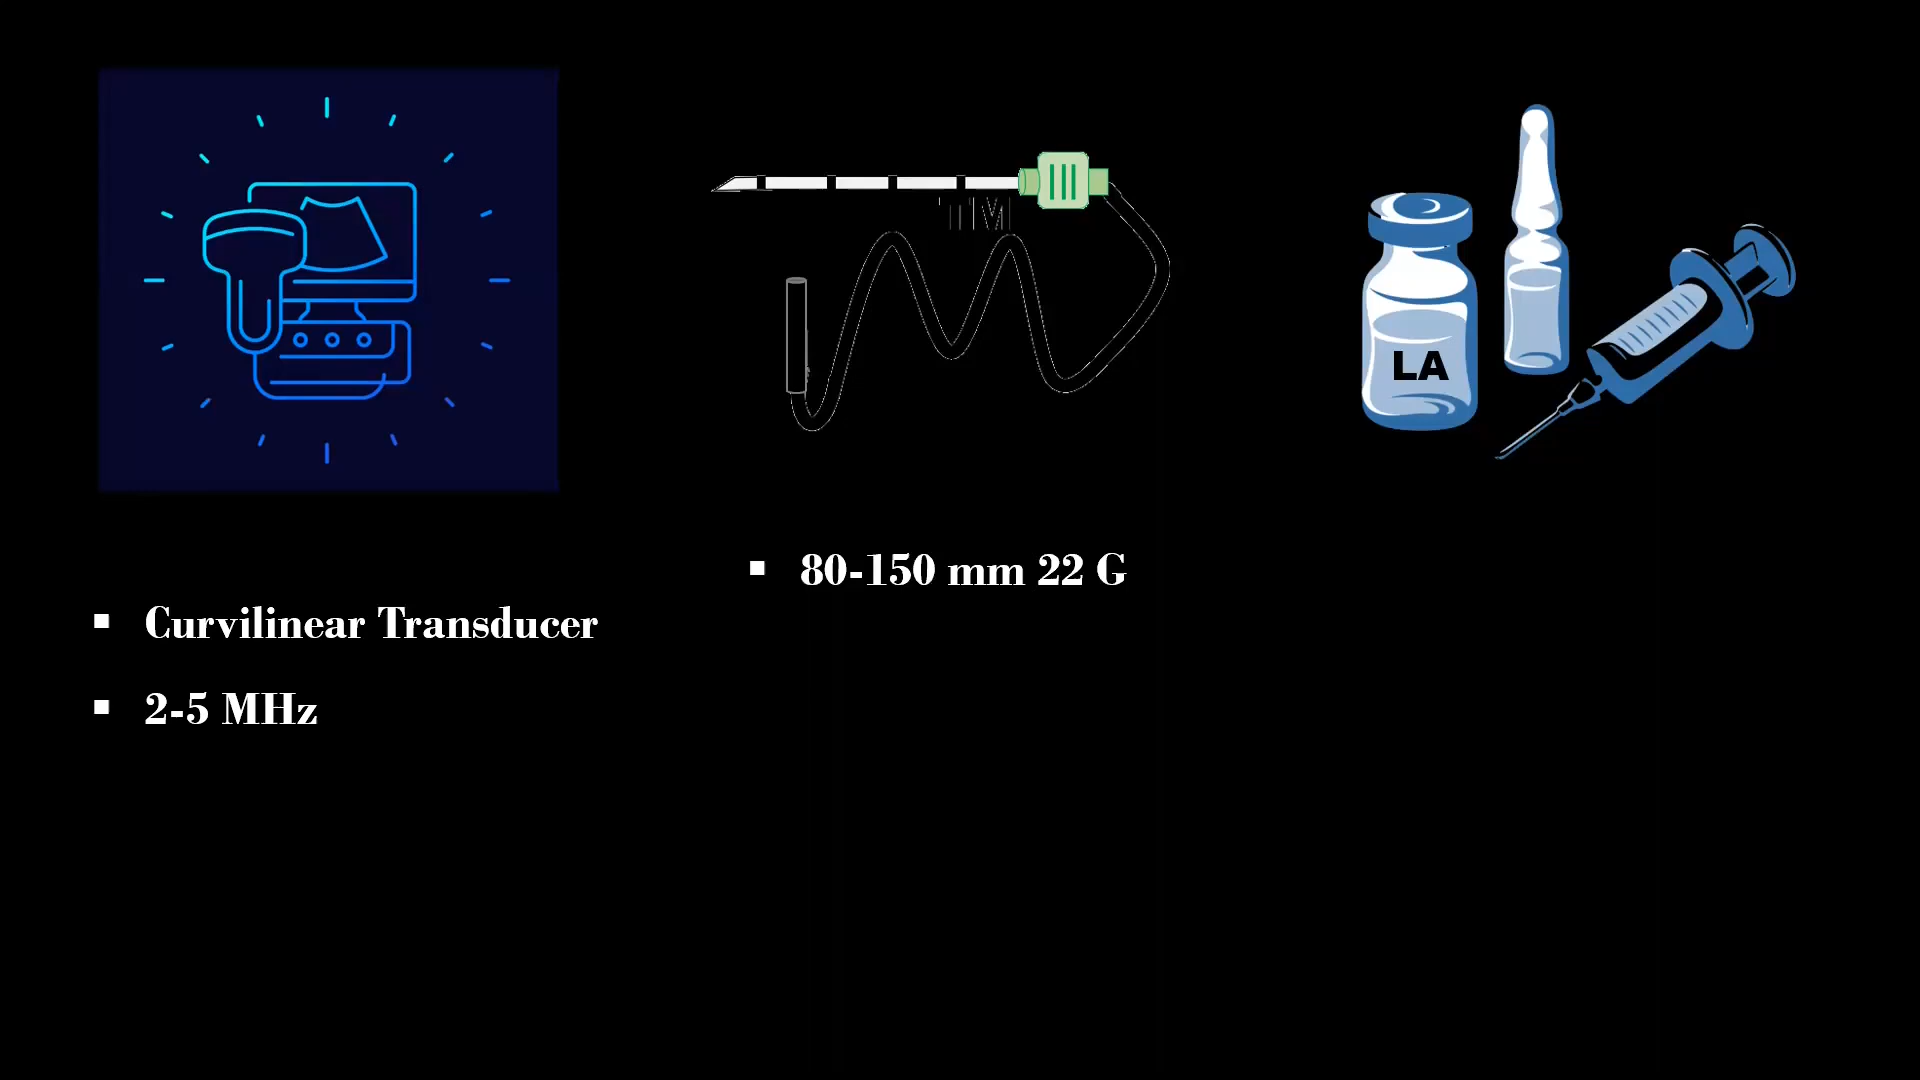 LA
▪ 80-150 mm 22 G
▪ Curvilinear Transducer
▪ 2-5 MHz